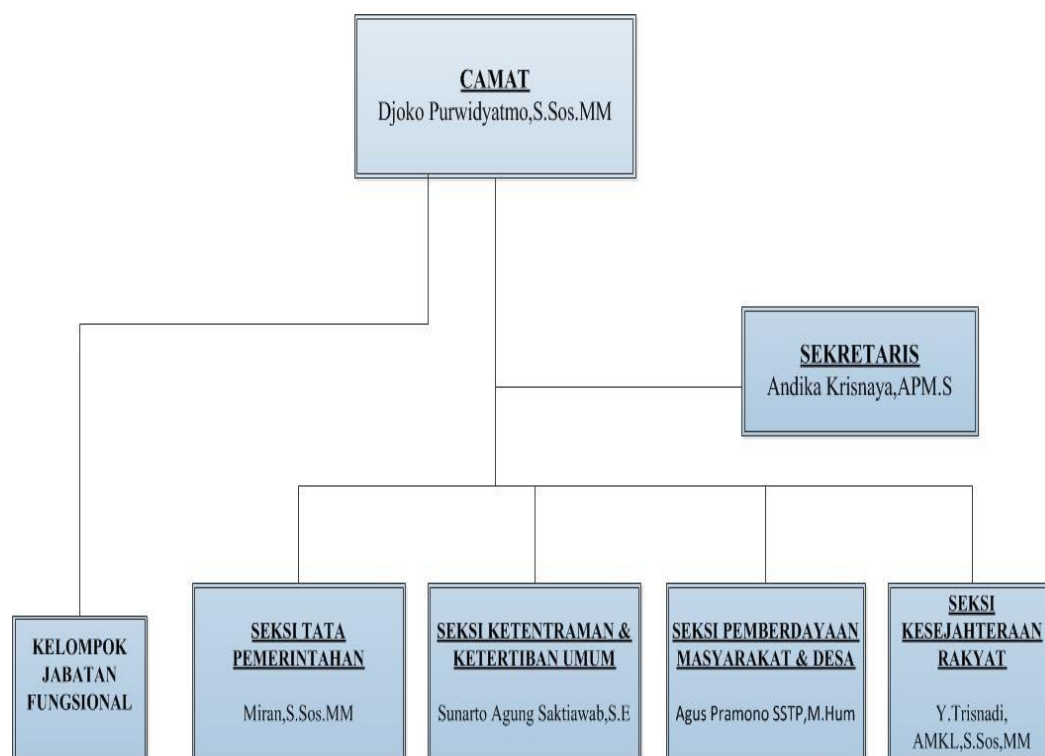 CAMAT
Djoko Purwidyatmo,S.Sos.MM
SEKRETARIS
Andika Krisnaya,APM.S
KELOMPOK
JABATAN
FUNGSIONAL
SEKSI TATA
PEMERINTAHAN
Miran,S.Sos.MM
SEKSI KETENTRAMAN &
KETERTIBAN UMUM
Sunarto Agung Saktiawab,S.E
SEKSI PEMBERDAYAAN
MASYARAKAT & DESA
Agus Pramono SSTP,M.Hum
SEKSI
KESEJAHTERAAN
RAKYAT
Y.Trisnadi,
AMKL,S.Sos,MM